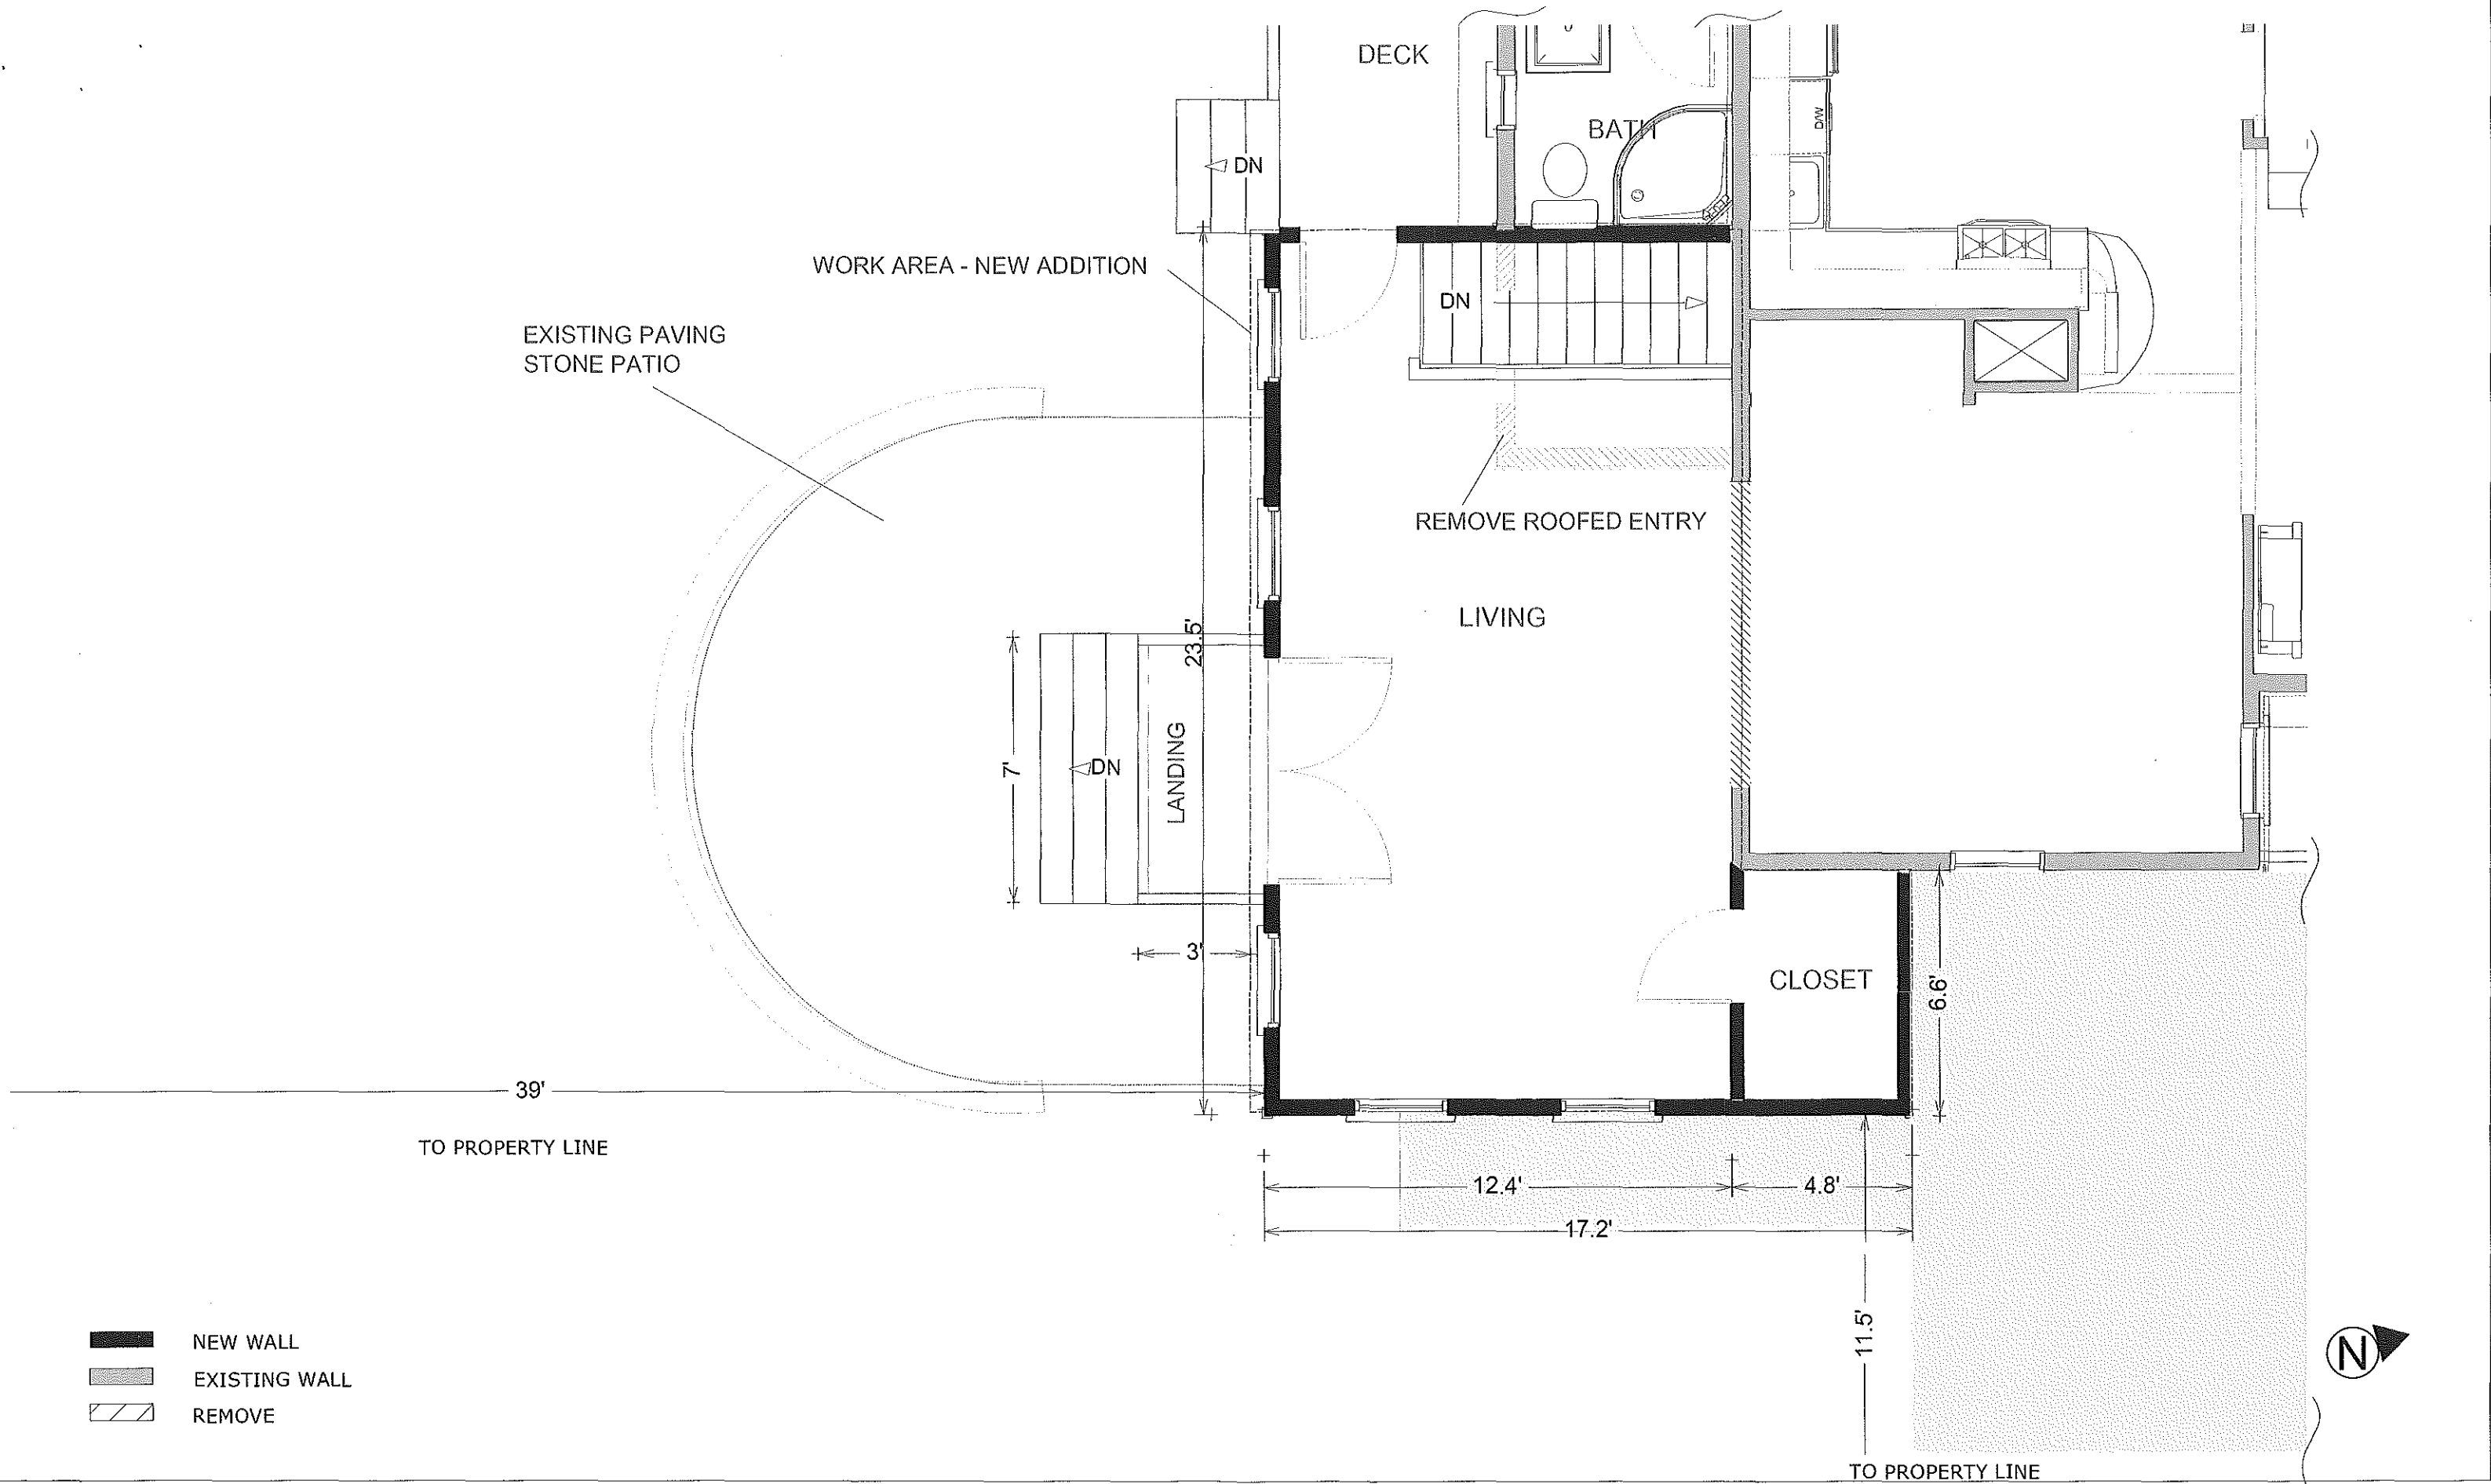 DECK
BATH
D/W
DN
WORK AREA - NEW ADDITION
DN
EXISTING PAVING
STONE PATIO
REMOVE ROOFED ENTRY
LIVING
23.5'
7'
DN
LANDING
3'
CLOSET
6.6'
39'
TO PROPERTY LINE
12.4'
4.8'
17.2'
11.5'
NEW WALL
EXISTING WALL
REMOVE
N
TO PROPERTY LINE